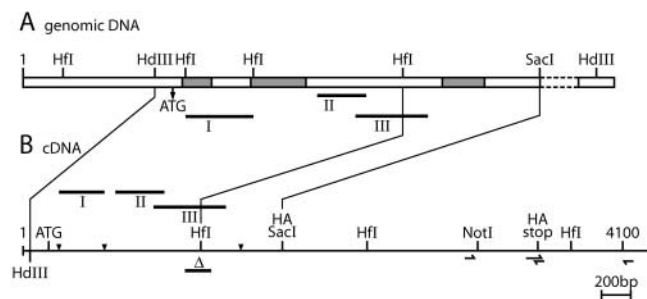 A genomic DNA
1 HfI HdIII HfI HfI HfI SacI HdIII
ATG
I II III
B cDNA
I II III
1 ATG HfI HA SacI HfI NotI HA stop HfI 4100
HdIII Δ
200bp